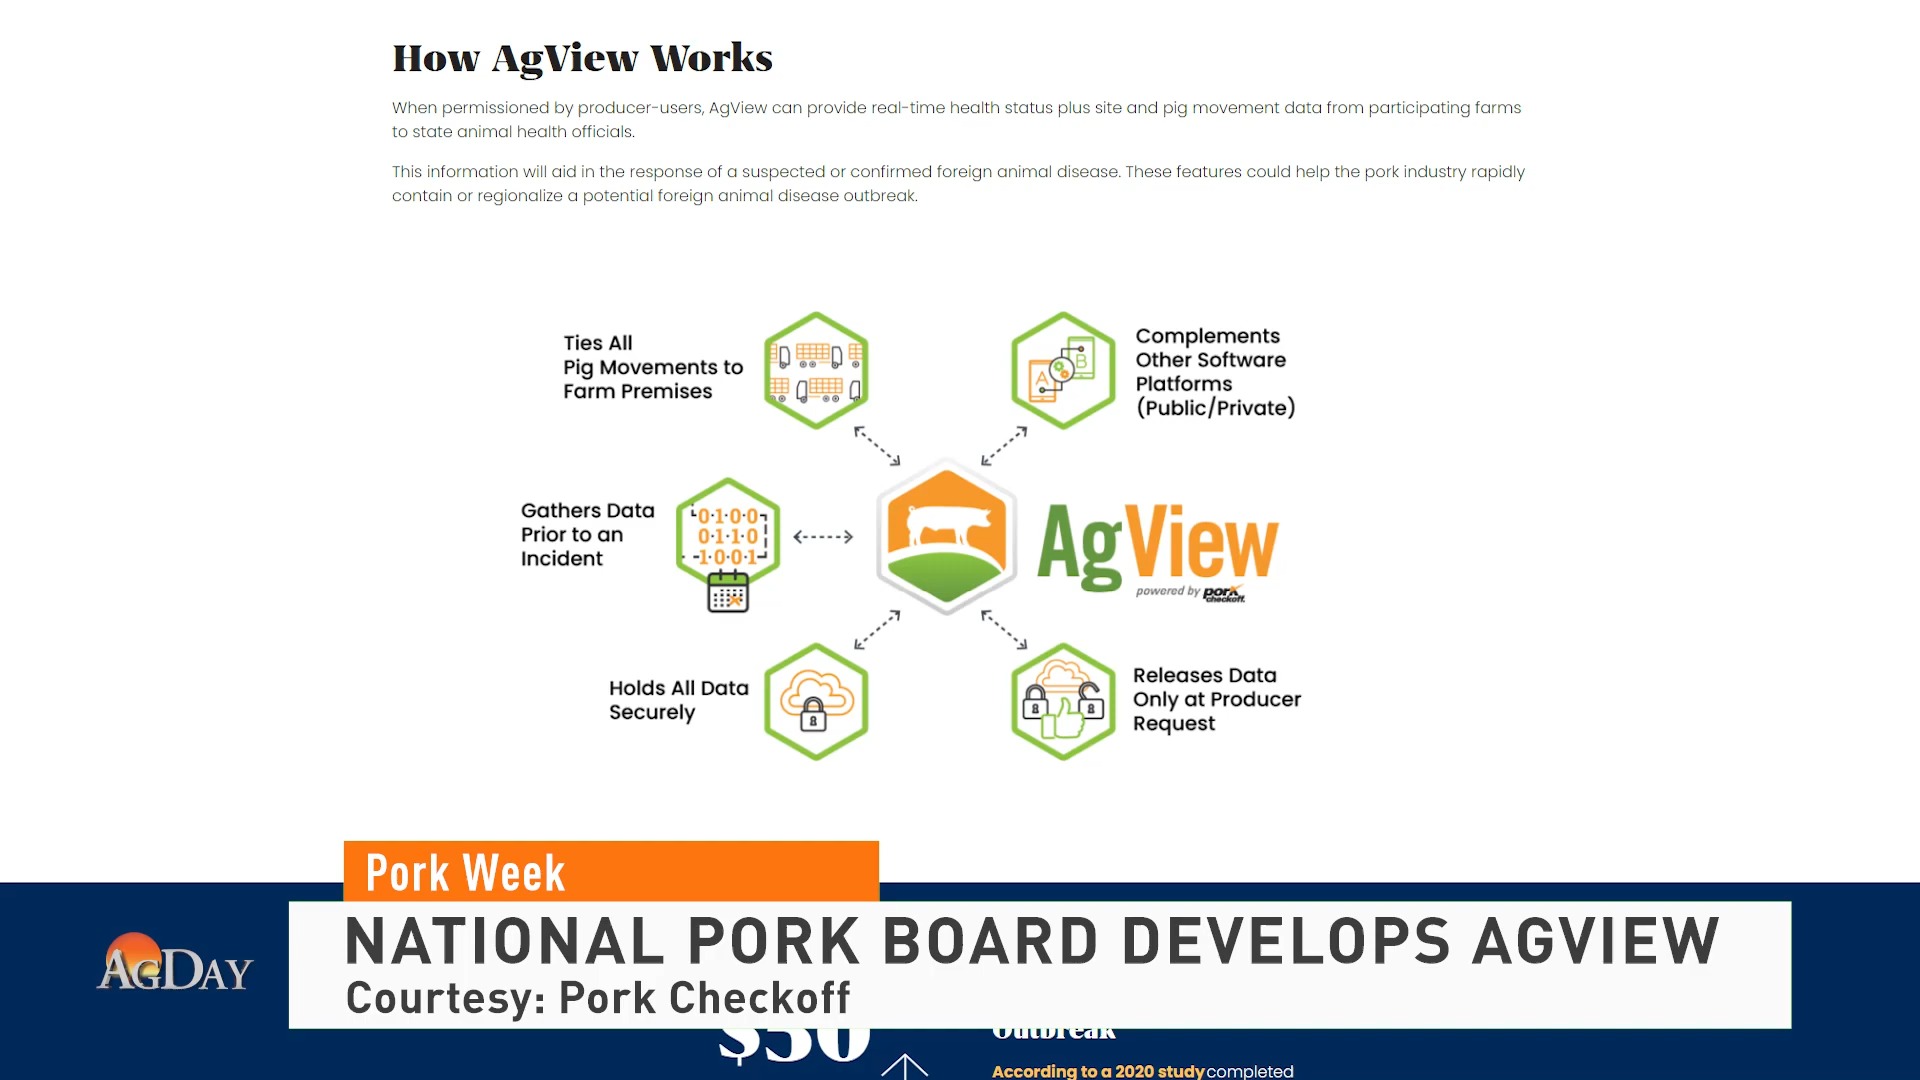 How AgView Works
When permissioned by producer-users, AgView can provide real-time health status plus site and pig movement data from participating farms
to state animal health officials.
This information will aid in the response of a suspected or confirmed foreign animal disease. These features could help the pork industry rapidly
contain or regionalize a potential foreign animal disease outbreak.
Ties All
Pig Movements to
Farm Premises
Complements
Other Software
Platforms
(Public/Private)
A
B
Gathers Data
Prior to an
Incident
0·1·0·0
0·1·1·0
1·0·0·1
AgView
powered by pork
checkoff.
Holds All Data
Securely
Releases Data
Only at Producer
Request
Pork Week
NATIONAL PORK BOARD DEVELOPS AGVIEW
Courtesy: Pork Checkoff
AGDAY
$50
Outbreak
According to a 2020 study completed